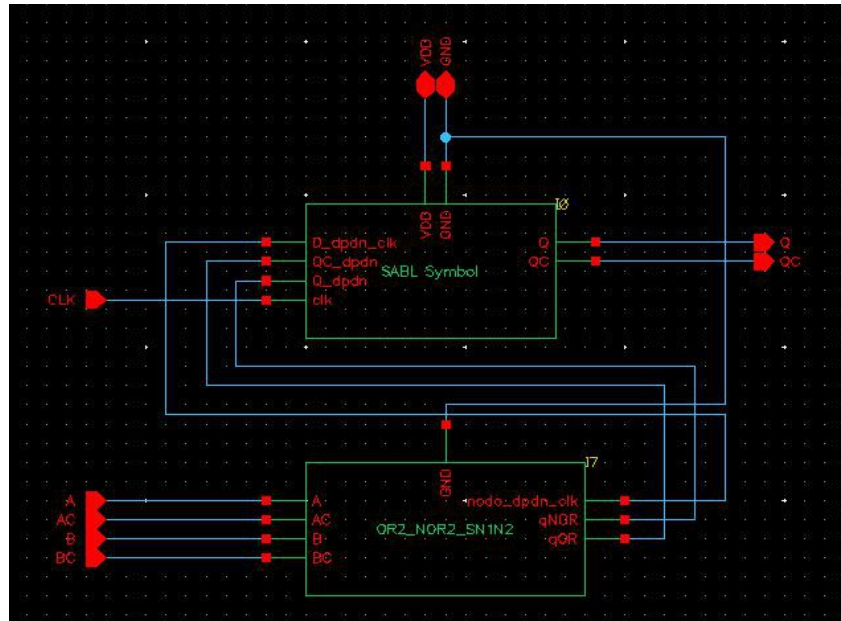 VDD
GND
I0
VDD
GND
D_dpdn_clk
QC_dpdn
Q_dpdn
clk
SABL Symbol
Q
QC
Q
QC
CLK
I7
GND
A
AC
B
BC
A
AC
B
BC
OR2_NOR2_SN1N2
nodo_dpdn_clk
qNOR
qOR